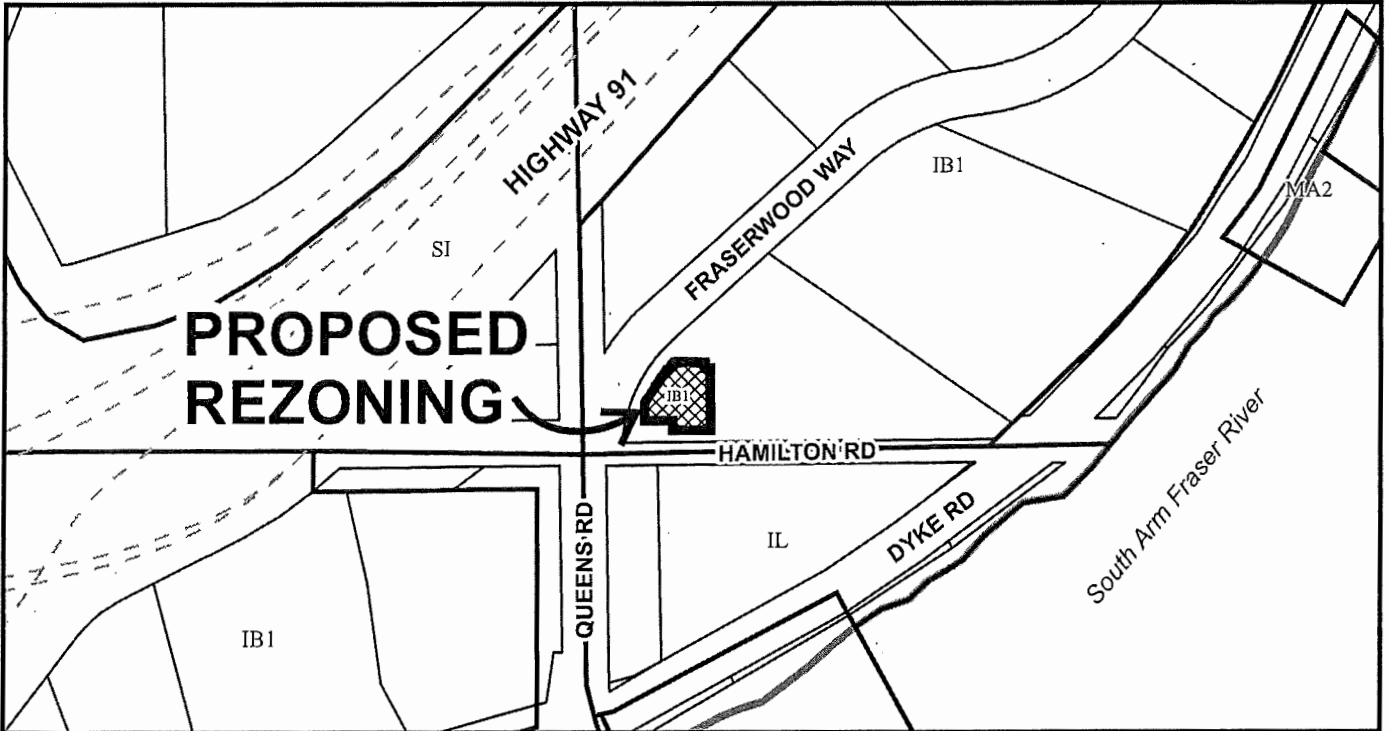 HIGHWAY 91
FRASERWOOD WAY
IB1
MA2
SI
PROPOSED
REZONING
IB1
HAMILTON RD
QUEENS RD
IL
DYKE RD
South Arm Fraser River
IB1